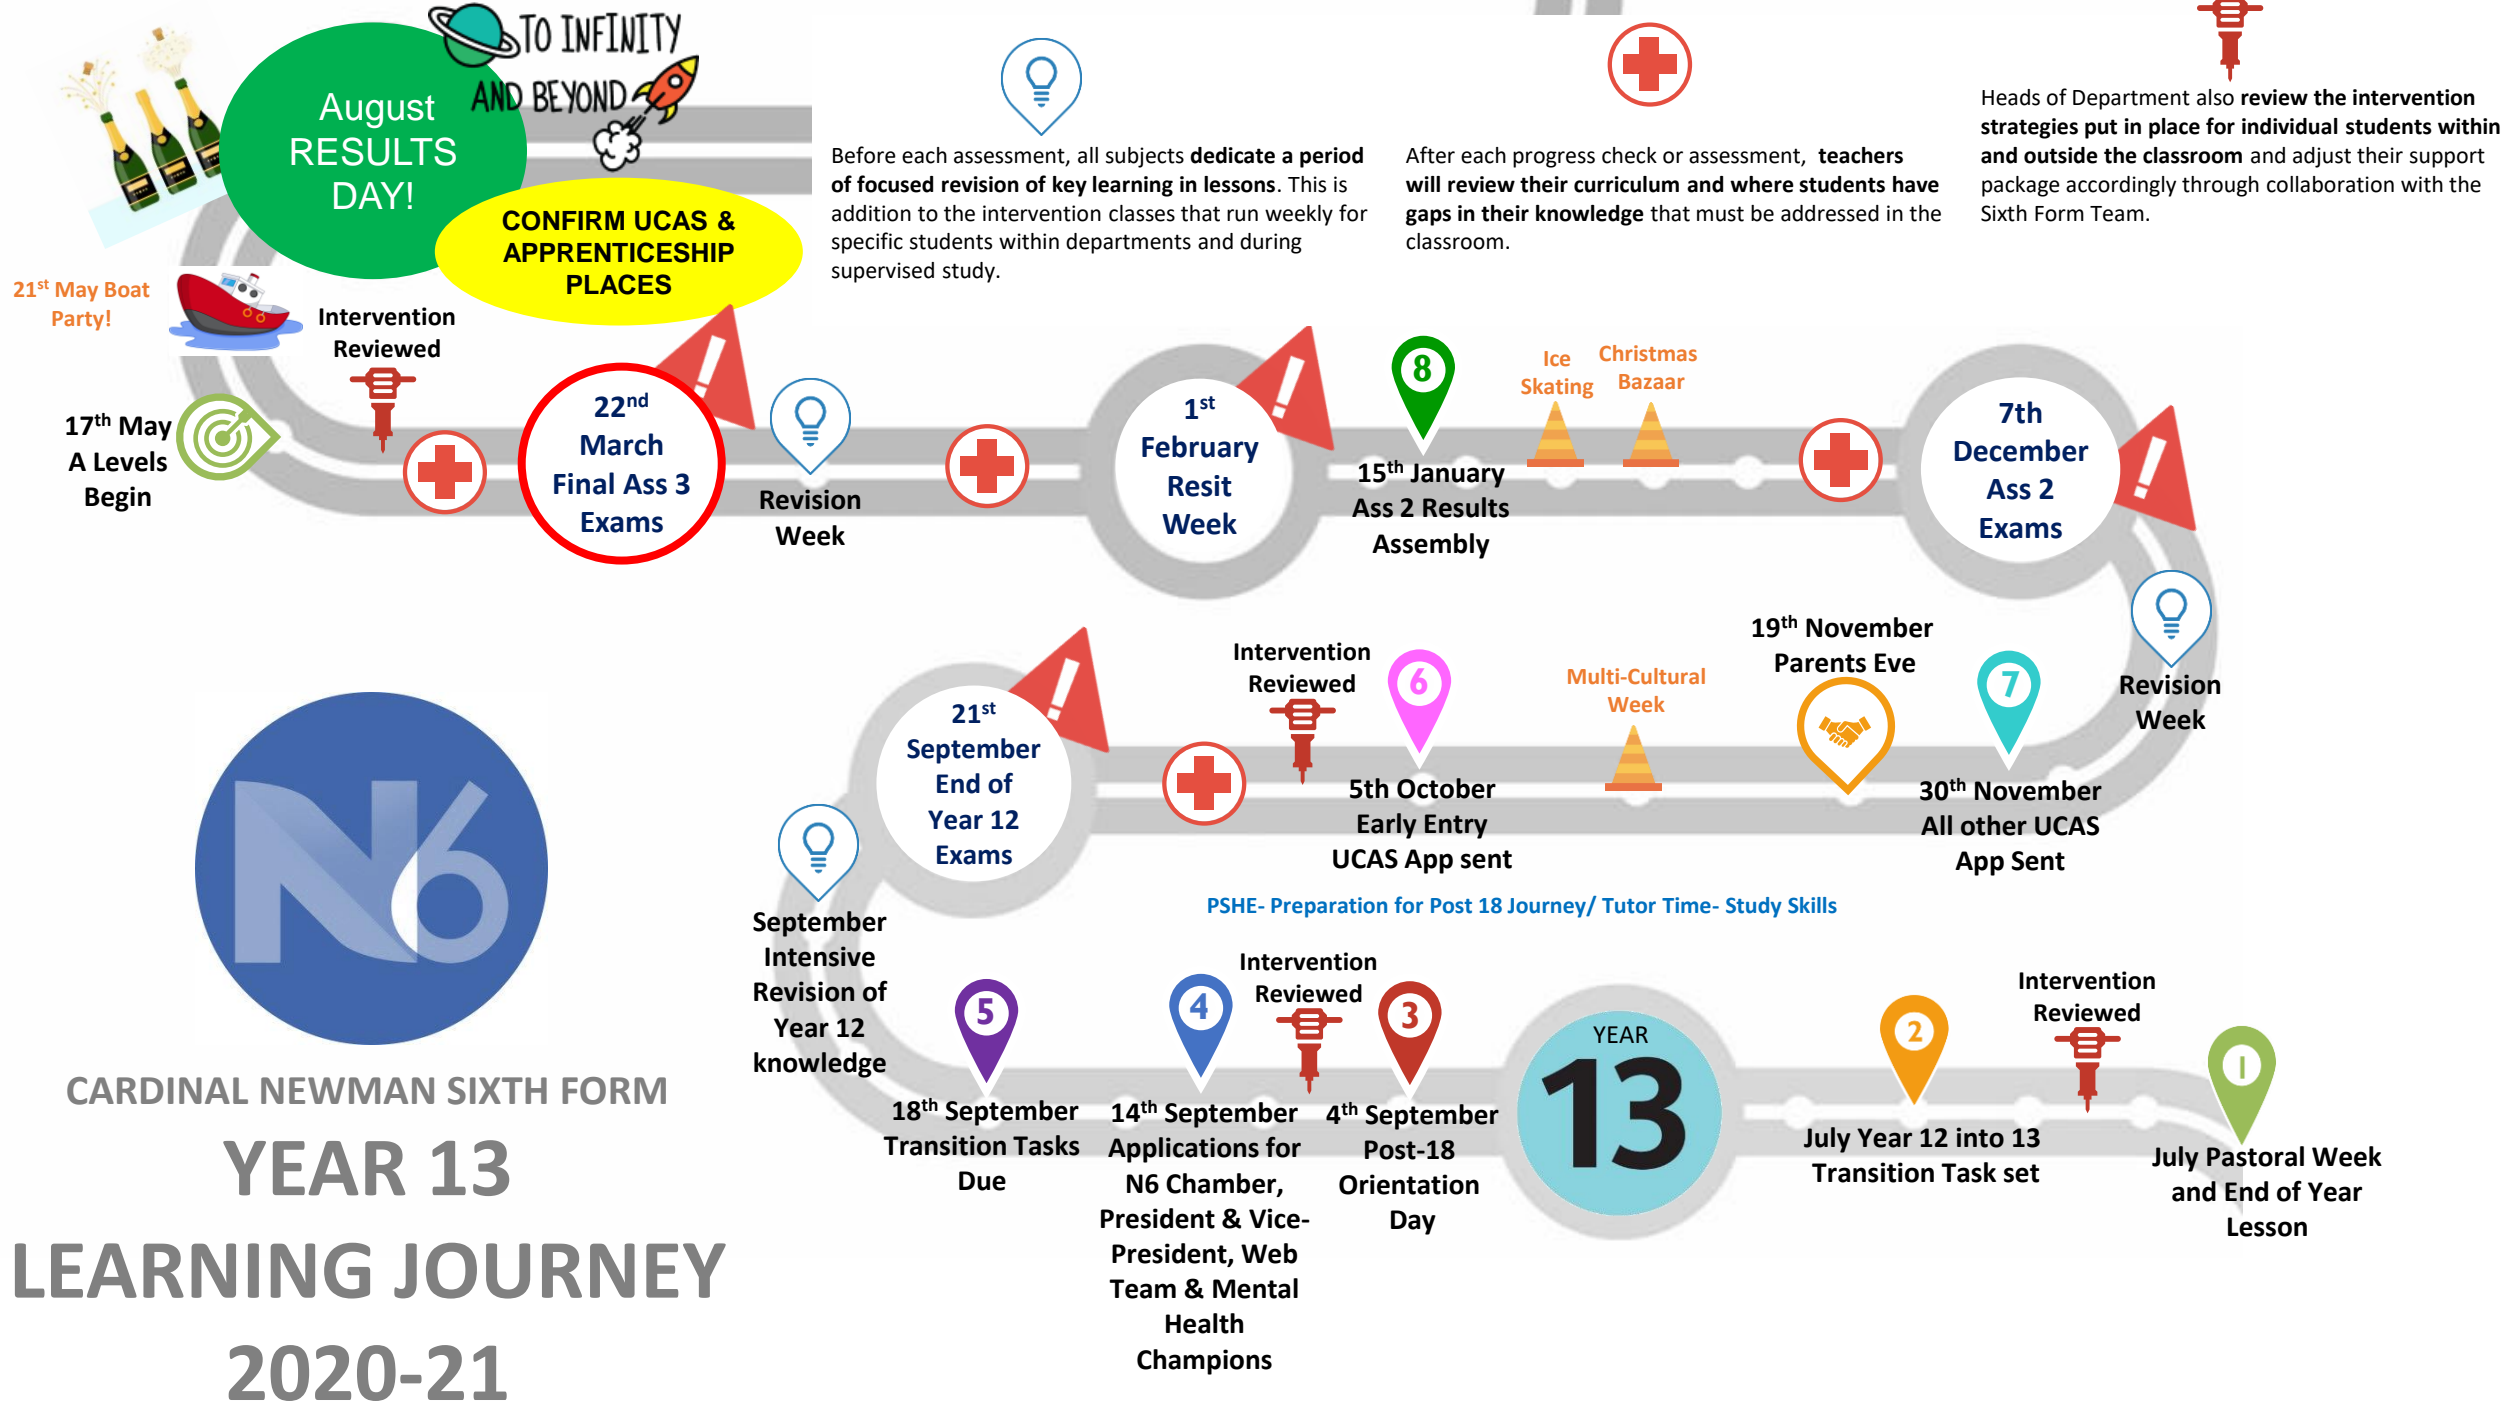 TO INFINITY
AND BEYOND
August
RESULTS
DAY!
CONFIRM UCAS &
APPRENTICESHIP
PLACES
Before each assessment, all subjects dedicate a period
of focused revision of key learning in lessons. This is
addition to the intervention classes that run weekly for
specific students within departments and during
supervised study.
After each progress check or assessment, teachers
will review their curriculum and where students have
gaps in their knowledge that must be addressed in the
classroom.
Heads of Department also review the intervention
strategies put in place for individual students within
and outside the classroom and adjust their support
package accordingly through collaboration with the
Sixth Form Team.
21st May Boat
Party!
Intervention
Reviewed
17th May
A Levels
Begin
22nd
March
Final Ass 3
Exams
!
Revision
Week
1st
February
Resit
Week
!
8
15th January
Ass 2 Results
Assembly
Ice
Skating
Christmas
Bazaar
7th
December
Ass 2
Exams
!
21st
September
End of
Year 12
Exams
!
Intervention
Reviewed
6
5th October
Early Entry
UCAS App sent
Multi-Cultural
Week
19th November
Parents Eve
7
30th November
All other UCAS
App Sent
Revision
Week
PSHE- Preparation for Post 18 Journey/ Tutor Time- Study Skills
September
Intensive
Revision of
Year 12
knowledge
5
18th September
Transition Tasks
Due
4
14th September
Applications for
N6 Chamber,
President & Vice-
President, Web
Team & Mental
Health
Champions
Intervention
Reviewed
3
4th September
Post-18
Orientation
Day
YEAR
13
2
July Year 12 into 13
Transition Task set
Intervention
Reviewed
1
July Pastoral Week
and End of Year
Lesson
N6
CARDINAL NEWMAN SIXTH FORM
YEAR 13
LEARNING JOURNEY
2020-21